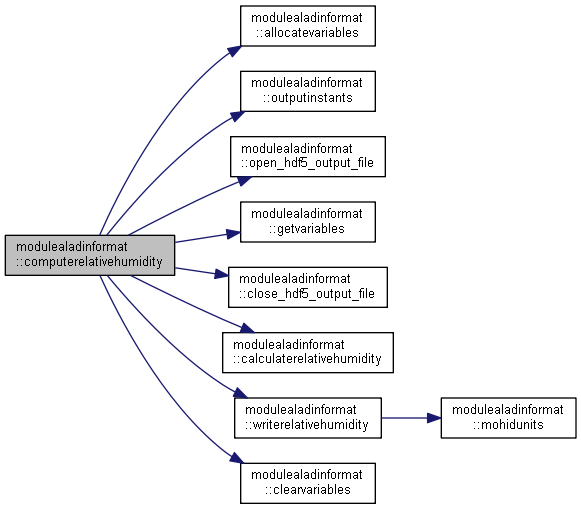 modulealadinformat
::allocatevariables
modulealadinformat
::outputinstants
modulealadinformat
::open_hdf5_output_file
modulealadinformat
::getvariables
modulealadinformat
::computerelativehumidity
modulealadinformat
::close_hdf5_output_file
modulealadinformat
::calculaterelativehumidity
modulealadinformat
::writerelativehumidity
modulealadinformat
::mohidunits
modulealadinformat
::clearvariables